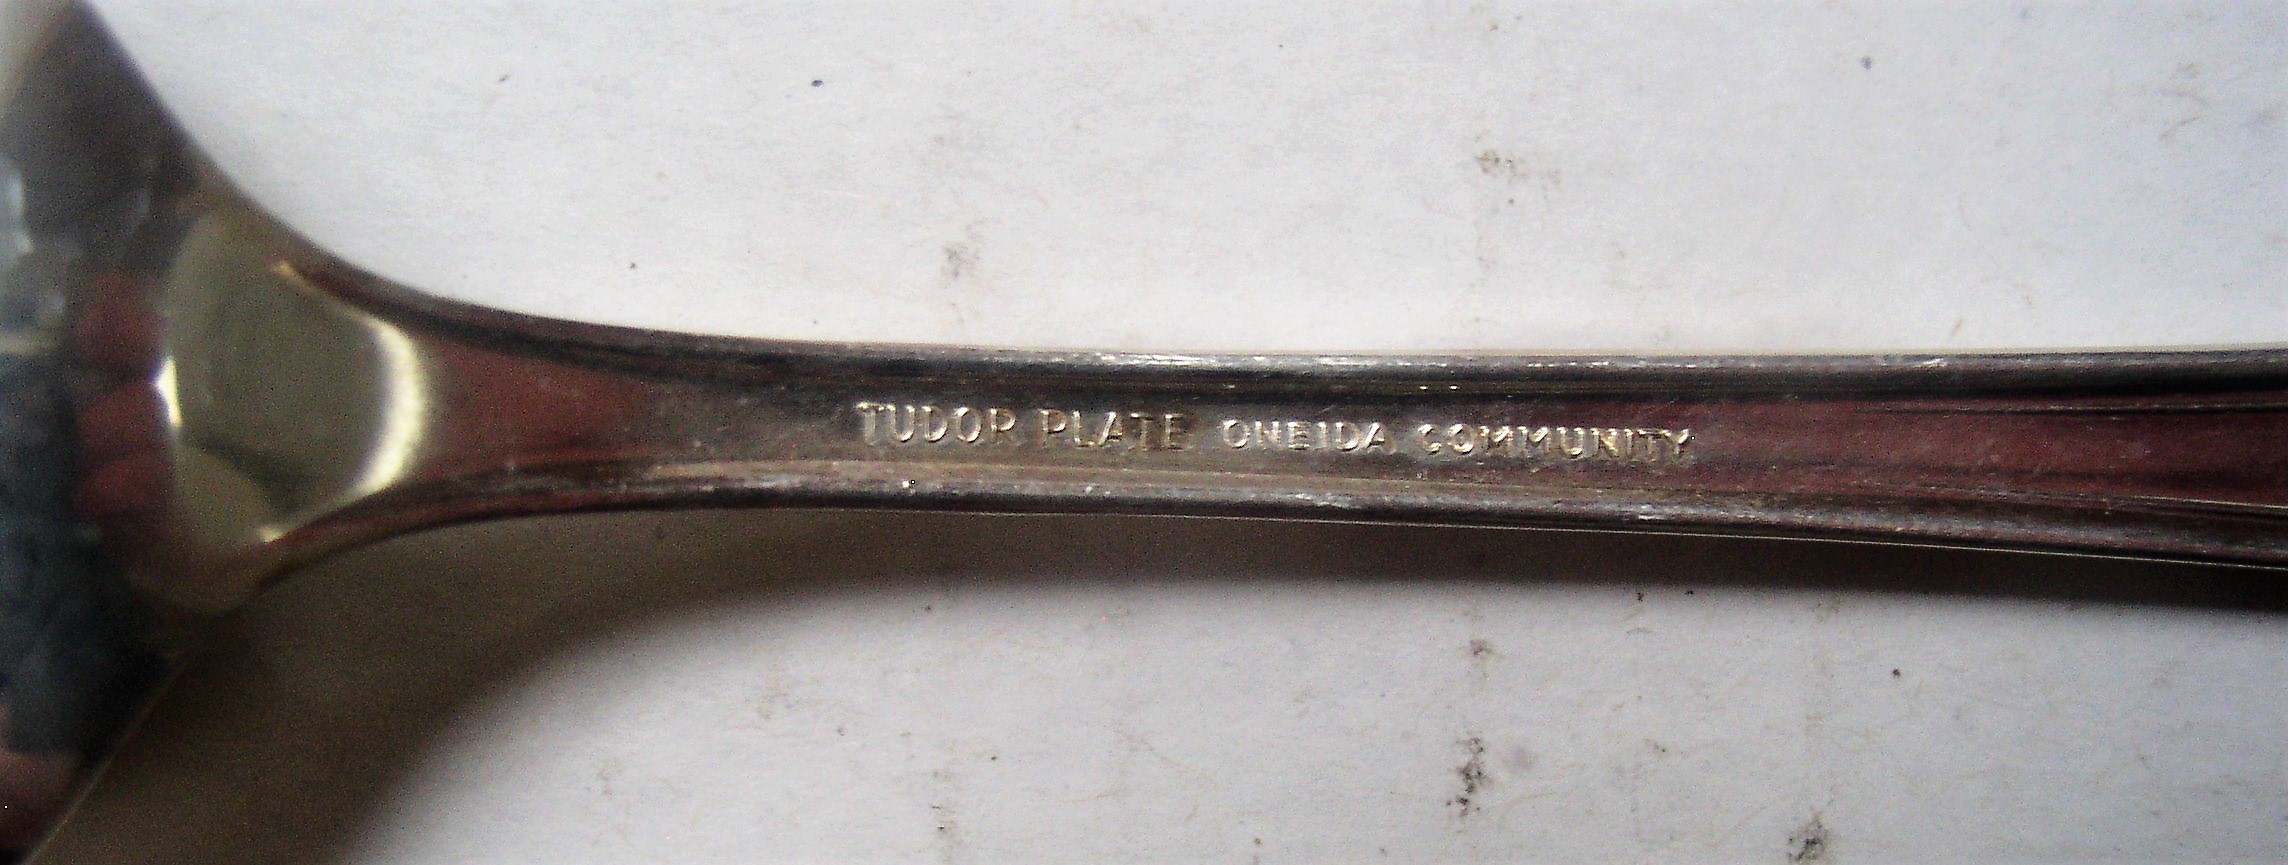 TUDOR PLATE ONEIDA COMMUNITY